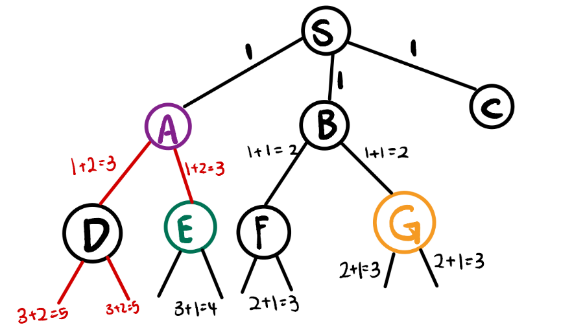 S
1
1
1
A
B
C
1+2=3
1+2=3
1+1=2
1+1=2
D
E
F
G
3+2=5
3+2=5
3+1=4
2+1=3
2+1=3
2+1=3